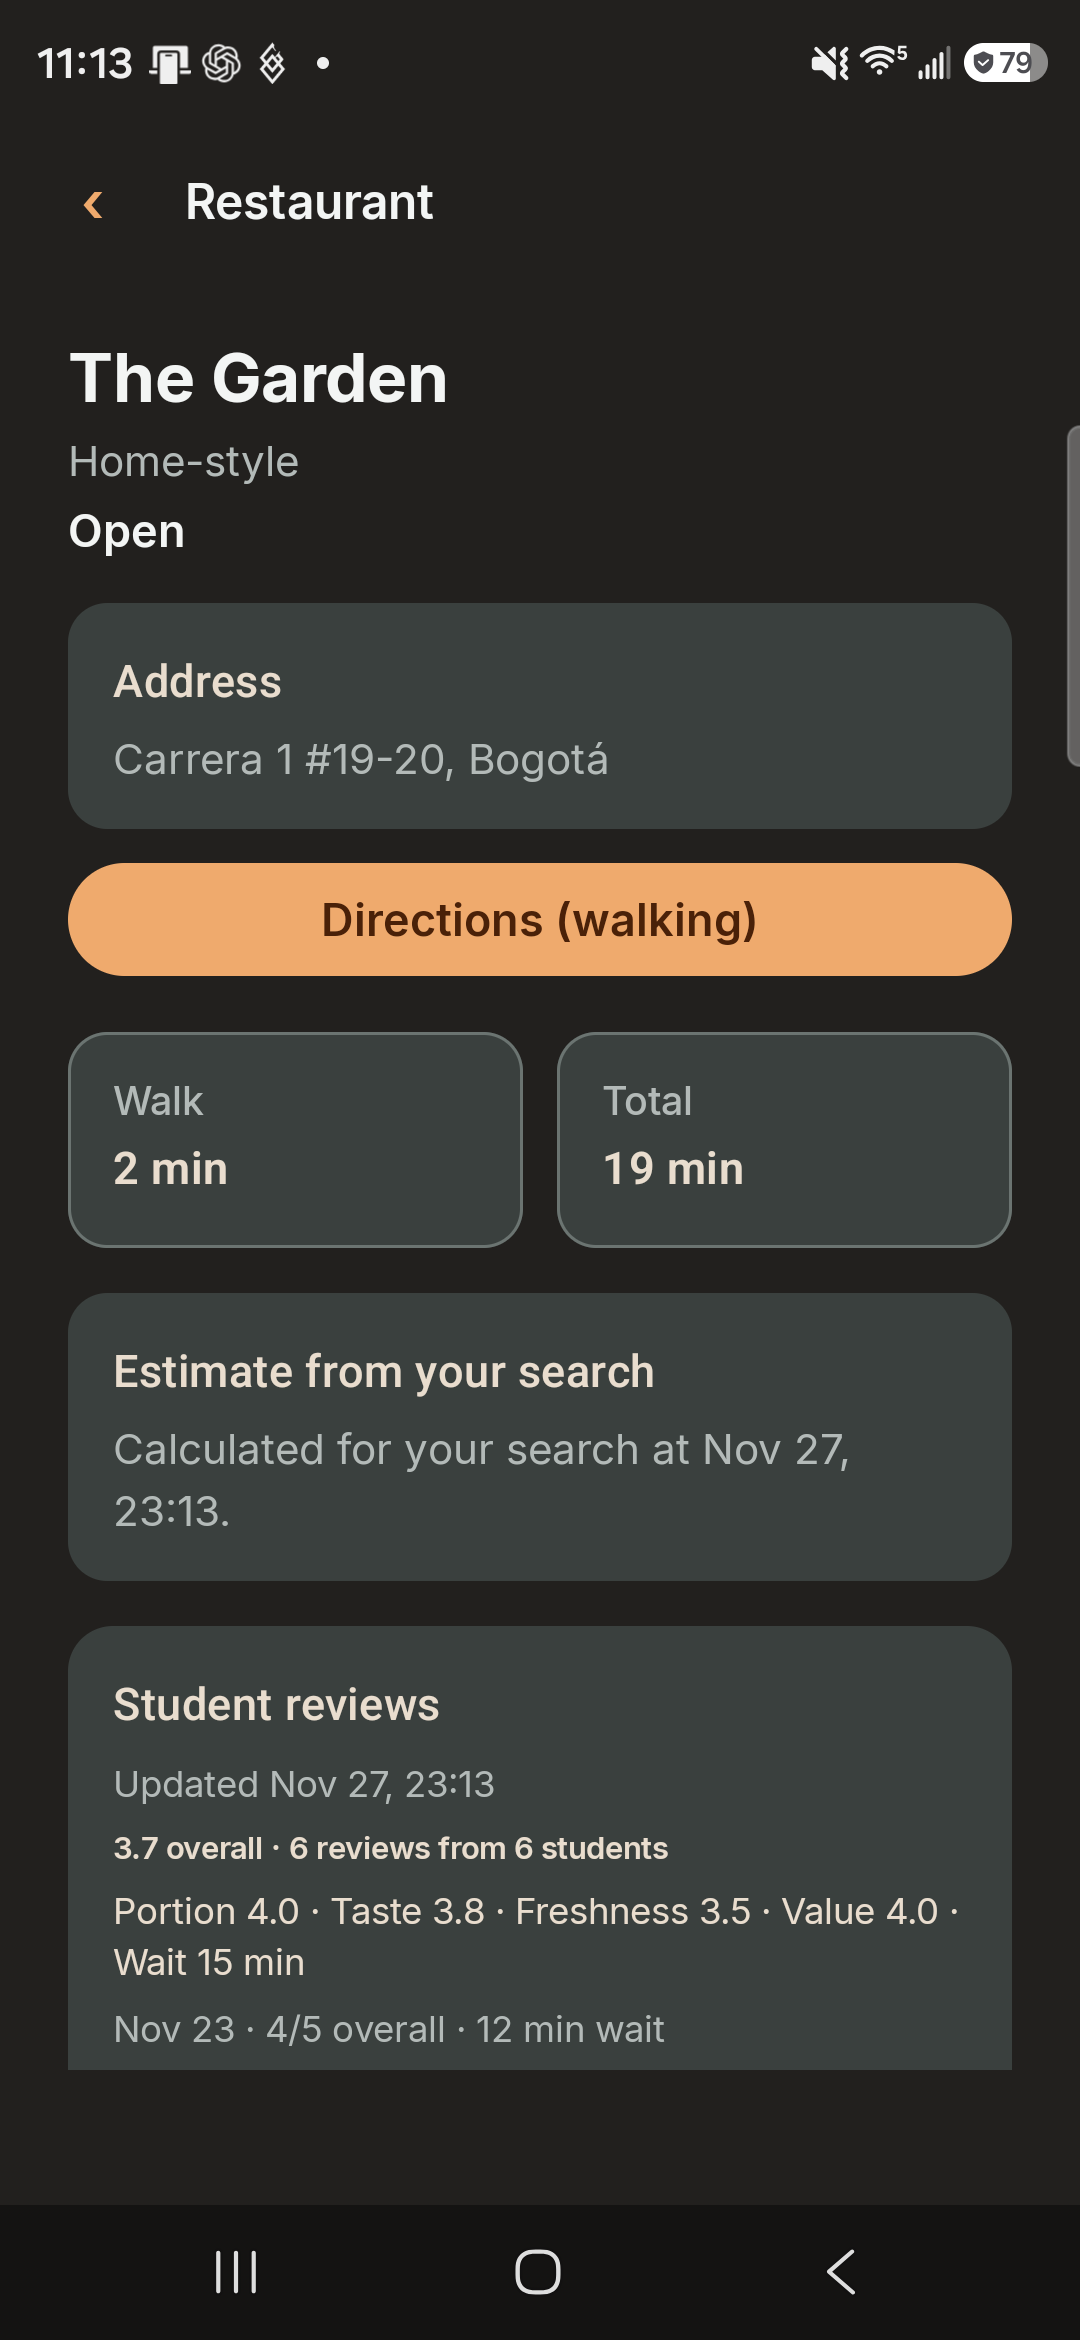 11:13
5
79
Restaurant
The Garden
Home-style
Open
Address
Carrera 1 #19-20, Bogotá
Directions (walking)
Walk
2 min
Total
19 min
Estimate from your search
Calculated for your search at Nov 27,
23:13.
Student reviews
Updated Nov 27, 23:13
3.7 overall · 6 reviews from 6 students
Portion 4.0 · Taste 3.8 · Freshness 3.5 · Value 4.0 ·
Wait 15 min
Nov 23 · 4/5 overall · 12 min wait